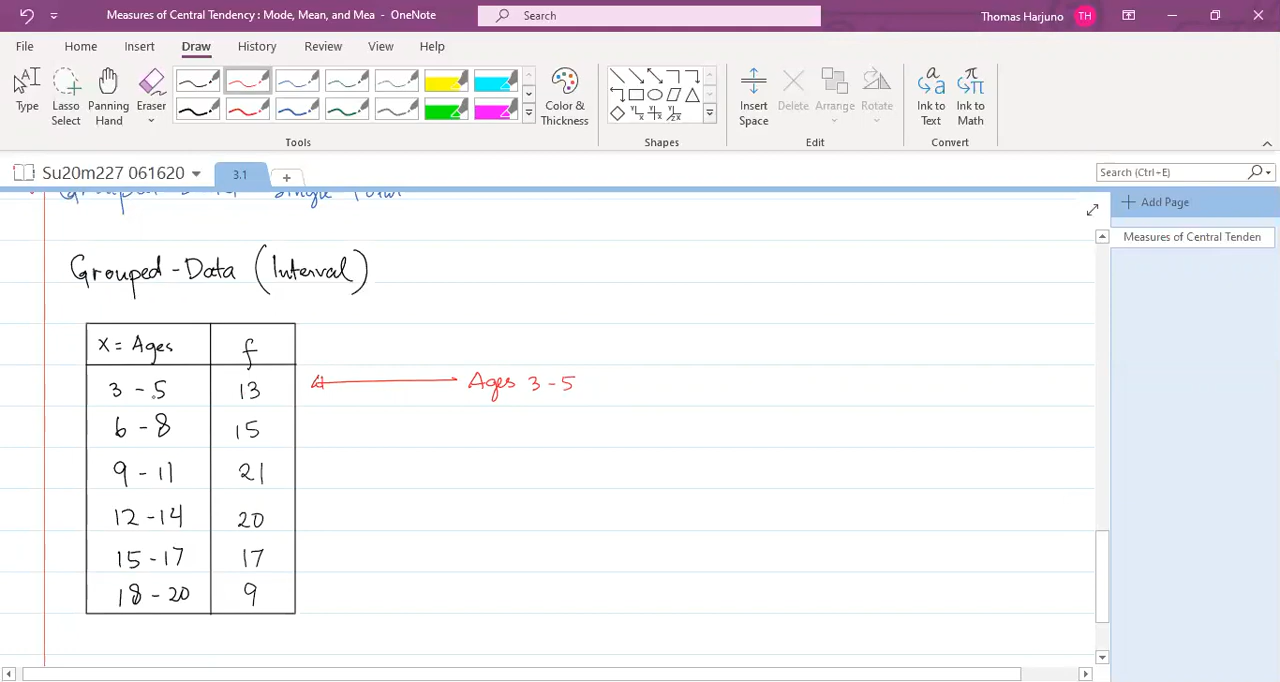 Measures of Central Tendency : Mode, Mean, and Mea - OneNote
Search
Thomas Harjuno TH
File Home Insert Draw History Review View Help
Type
Lasso Select
Panning Hand
Eraser
Color & Thickness
Insert Space
Delete
Arrange
Rotate
Ink to Text
Ink to Math
Tools
Shapes
Edit
Convert
Su20m227 061620
3.1
Search (Ctrl+E)
Add Page
Measures of Central Tenden
Grouped-Data (Interval)
x = Ages f
3 - 5 13
Ages 3 - 5
6 - 8 15
9 - 11 21
12 - 14 20
15 - 17 17
18 - 20 9